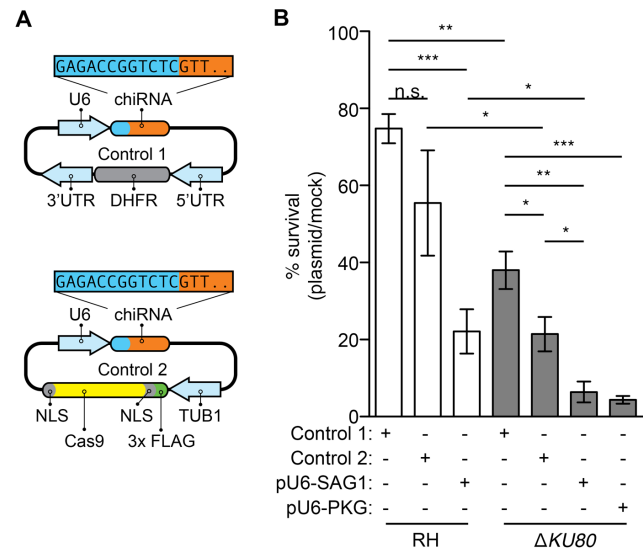 A
GAGACCGGTCTCGTT..
U6
chiRNA
Control 1
3'UTR
DHFR
5'UTR
GAGACCGGTCTCGTT..
U6
chiRNA
Control 2
NLS
NLS
TUB1
Cas9
3x FLAG
B
% survival
(plasmid/mock)
100
80
60
40
20
0
**
***
*
n.s.
*
***
**
*
*
Control 1: + - - + - - -
Control 2: - + - - + - -
pU6-SAG1: - - + - - + -
pU6-PKG: - - - - - - +
RH
ΔKU80